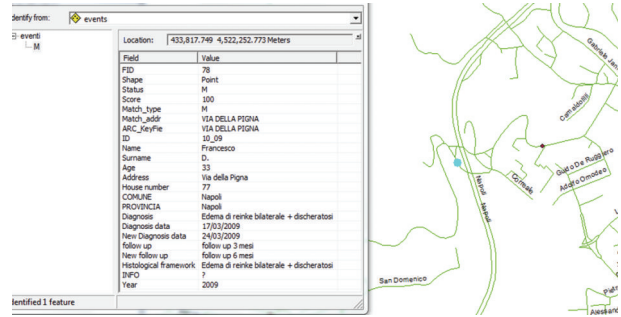 dentify from: events
eventi
M
Location: 433,817.749 4,522,252.773 Meters
Field Value
FID 78
Shape Point
Status M
Score 100
Match_type M
Match_addr VIA DELLA PIGNA
ARC_KeyFie VIA DELLA PIGNA
ID 10_09
Name Francesco
Surname D.
Age 33
Address Via della Pigna
House number 77
COMUNE Napoli
PROVINCIA Napoli
Diagnosis Edema di reinke bilaterale + discheratosi
Diagnosis data 17/03/2009
New Diagnosis data 24/03/2009
follow up follow up 3 mesi
New follow up follow up 6 mesi
Histological framework Edema di reinke bilaterale + discheratosi
INFO ?
Year 2009
dentified 1 feature
Camaldolilli
Guido De Ruggiero
Adolfo Omodeo
Napoli
Napoli
San Domenico
Alessand